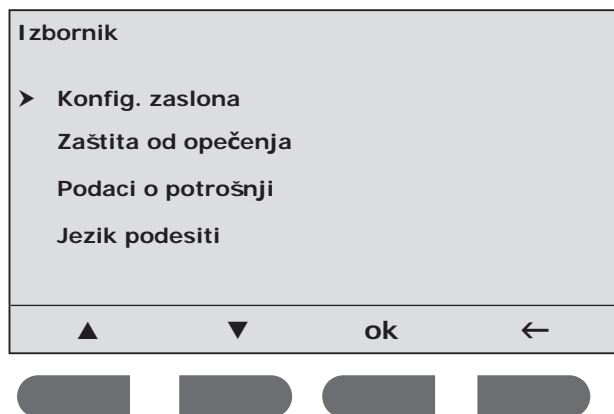 Izbornik
➤ Konfig. zaslona
Zaštita od opečenja
Podaci o potrošnji
Jezik podesiti
▲ ▼ ok ←